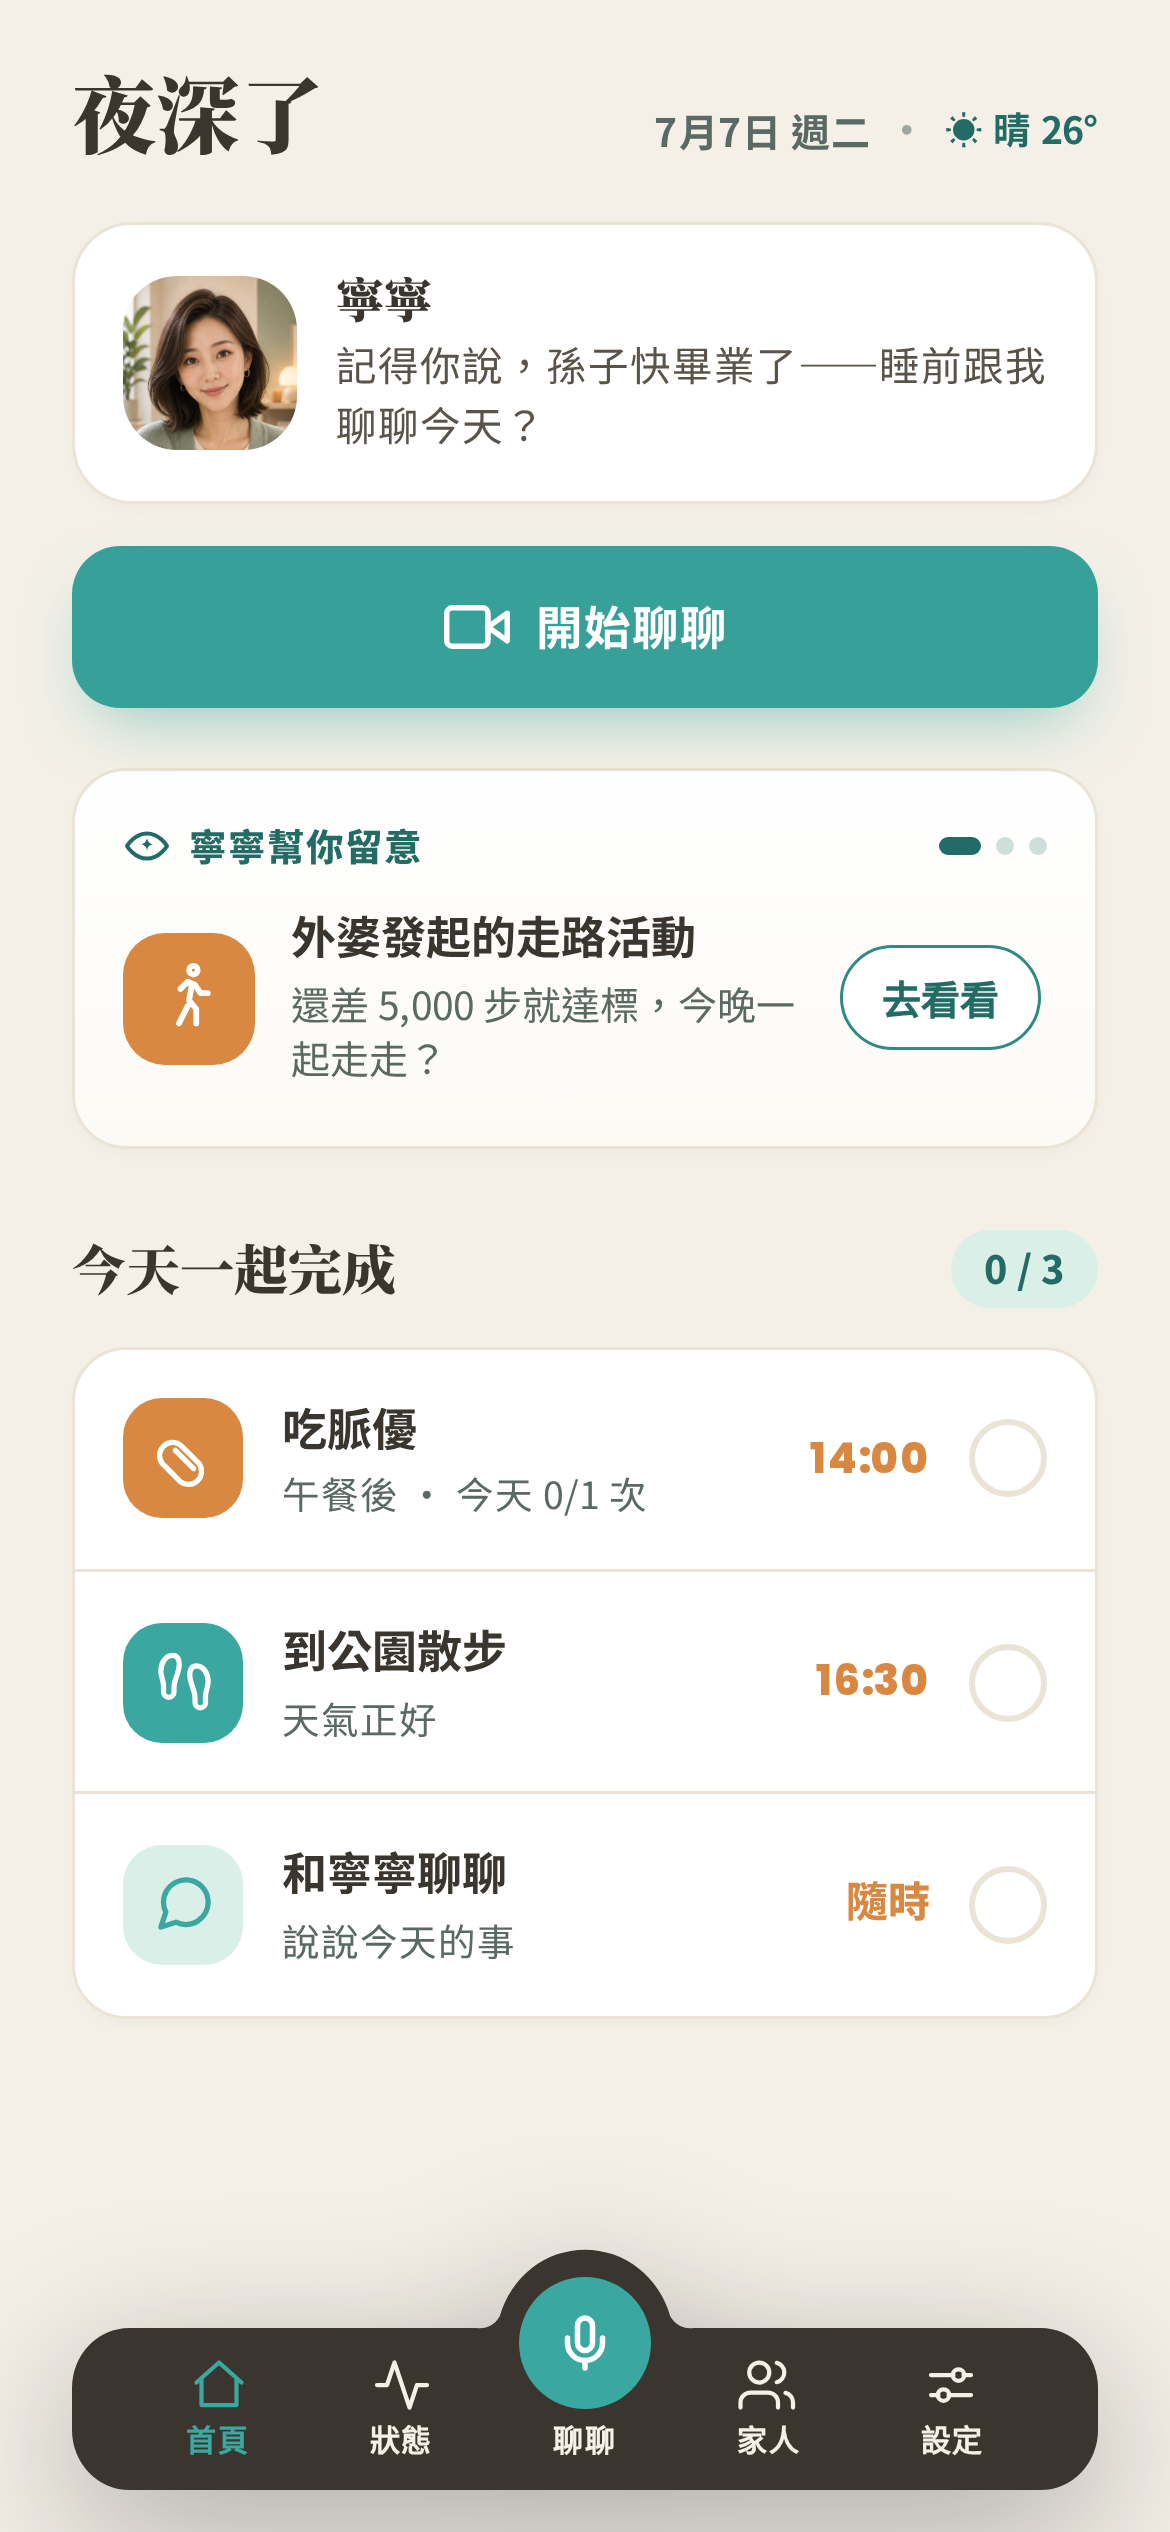 夜深了
7月7日 週二 · 晴 26°
寧寧
記得你說，孫子快畢業了——睡前跟我
聊聊今天？
開始聊聊
寧寧幫你留意
外婆發起的走路活動
還差 5,000 步就達標，今晚一
起走走？
去看看
今天一起完成
0 / 3
吃脈優
午餐後 · 今天 0/1 次
14:00
到公園散步
天氣正好
16:30
和寧寧聊聊
說說今天的事
隨時
首頁
狀態
聊聊
家人
設定